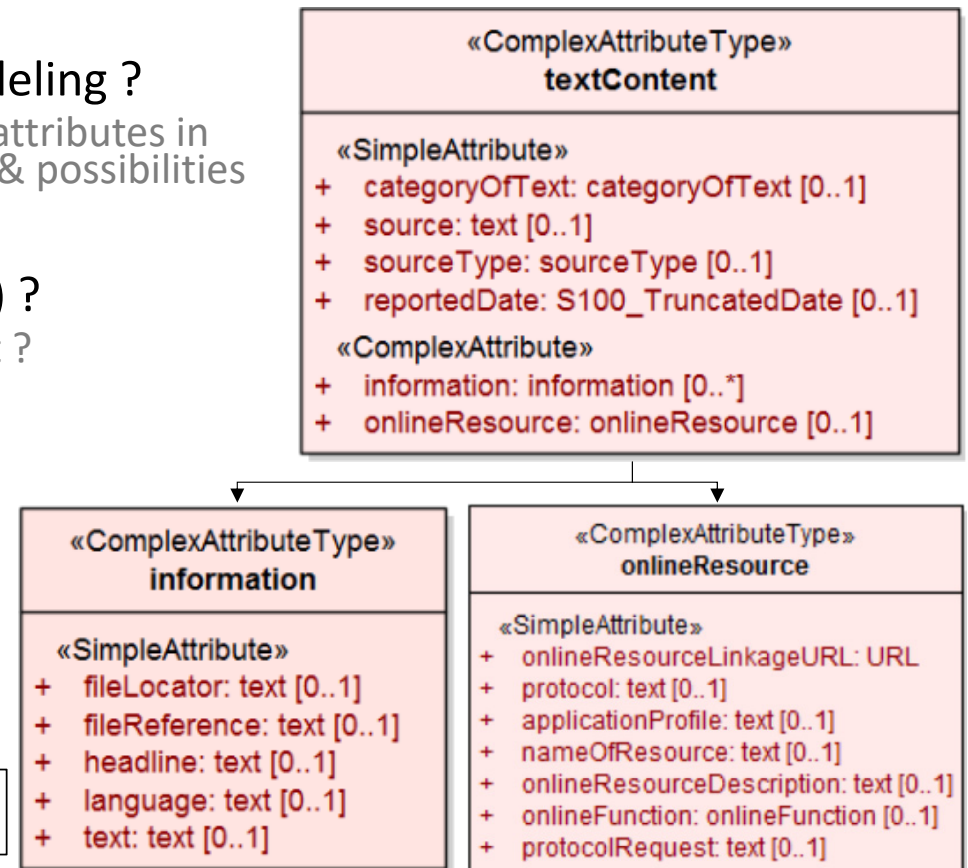 deling ?
attributes in
& possibilities
) ?
t ?
«ComplexAttributeType»
textContent
«SimpleAttribute»
+ categoryOfText: categoryOfText [0..1]
+ source: text [0..1]
+ sourceType: sourceType [0..1]
+ reportedDate: S100_TruncatedDate [0..1]
«ComplexAttribute»
+ information: information [0..*]
+ onlineResource: onlineResource [0..1]
«ComplexAttributeType»
information
«SimpleAttribute»
+ fileLocator: text [0..1]
+ fileReference: text [0..1]
+ headline: text [0..1]
+ language: text [0..1]
+ text: text [0..1]
«ComplexAttributeType»
onlineResource
«SimpleAttribute»
+ onlineResourceLinkageURL: URL
+ protocol: text [0..1]
+ applicationProfile: text [0..1]
+ nameOfResource: text [0..1]
+ onlineResourceDescription: text [0..1]
+ onlineFunction: onlineFunction [0..1]
+ protocolRequest: text [0..1]